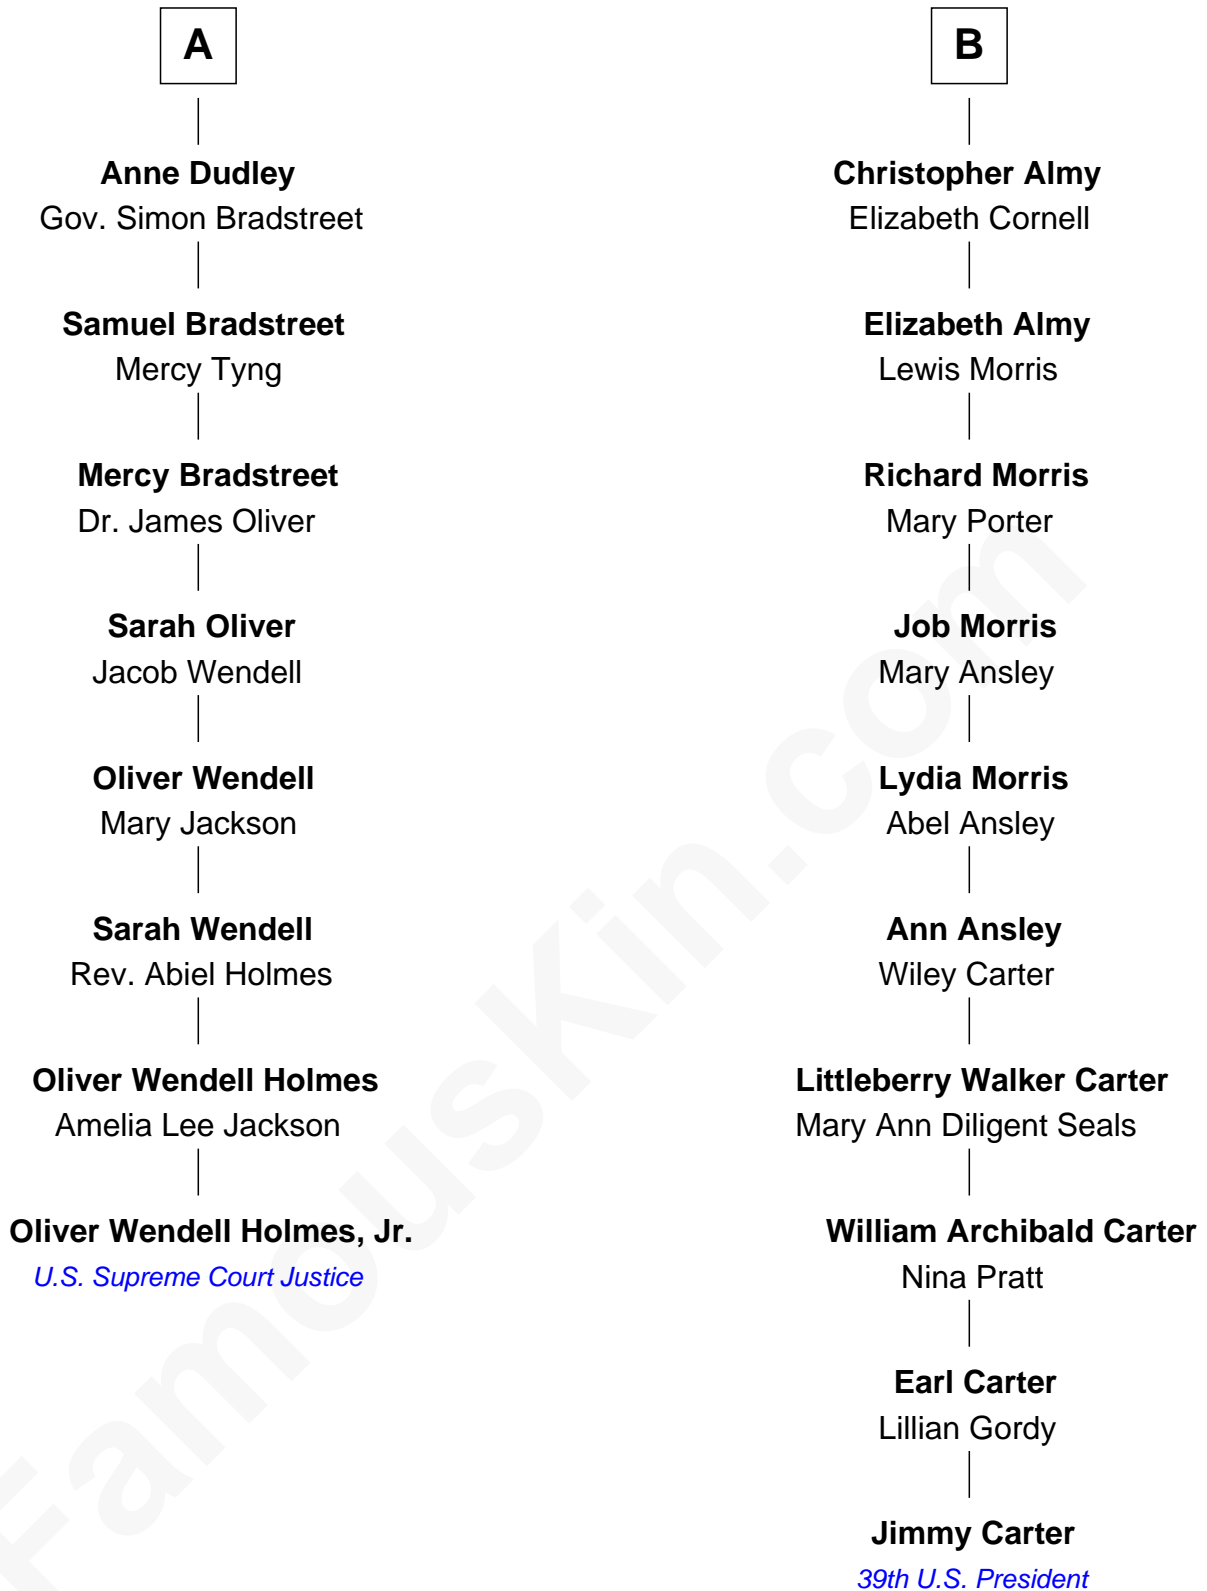 A
Anne Dudley
Gov. Simon Bradstreet
Samuel Bradstreet
Mercy Tyng
Mercy Bradstreet
Dr. James Oliver
Sarah Oliver
Jacob Wendell
Oliver Wendell
Mary Jackson
Sarah Wendell
Rev. Abiel Holmes
Oliver Wendell Holmes
Amelia Lee Jackson
Oliver Wendell Holmes, Jr.
U.S. Supreme Court Justice
B
Christopher Almy
Elizabeth Cornell
Elizabeth Almy
Lewis Morris
Richard Morris
Mary Porter
Job Morris
Mary Ansley
Lydia Morris
Abel Ansley
Ann Ansley
Wiley Carter
Littleberry Walker Carter
Mary Ann Diligent Seals
William Archibald Carter
Nina Pratt
Earl Carter
Lillian Gordy
Jimmy Carter
39th U.S. President
FamousKin.com